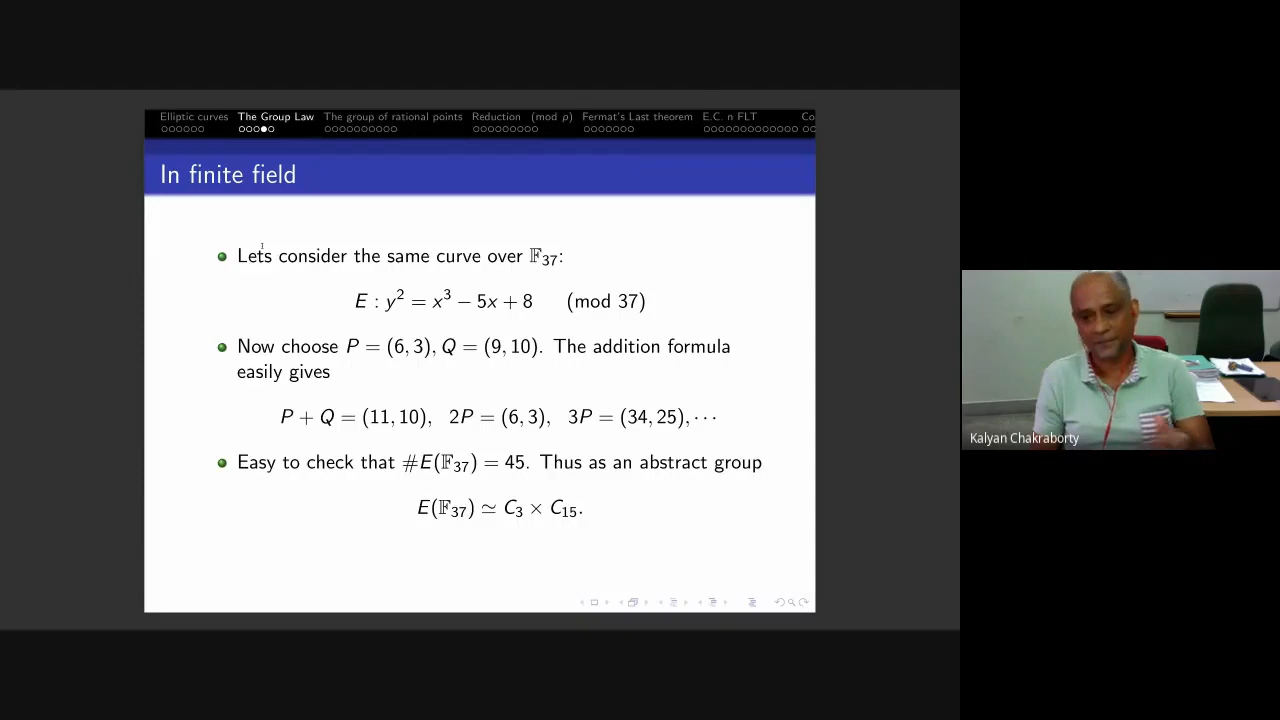 Elliptic curves The Group Law The group of rational points Reduction (mod ρ) Fermat's Last theorem E.C. n FLT Co
In finite field
Lets consider the same curve over 𝔽₃₇:
E : y² = x³ − 5x + 8 (mod 37)
Now choose P = (6, 3), Q = (9, 10). The addition formula
easily gives
P + Q = (11, 10), 2P = (6, 3), 3P = (34, 25), ⋯
Easy to check that #E(𝔽₃₇) = 45. Thus as an abstract group
E(𝔽₃₇) ≃ C₃ × C₁₅.
Kalyan Chakraborty